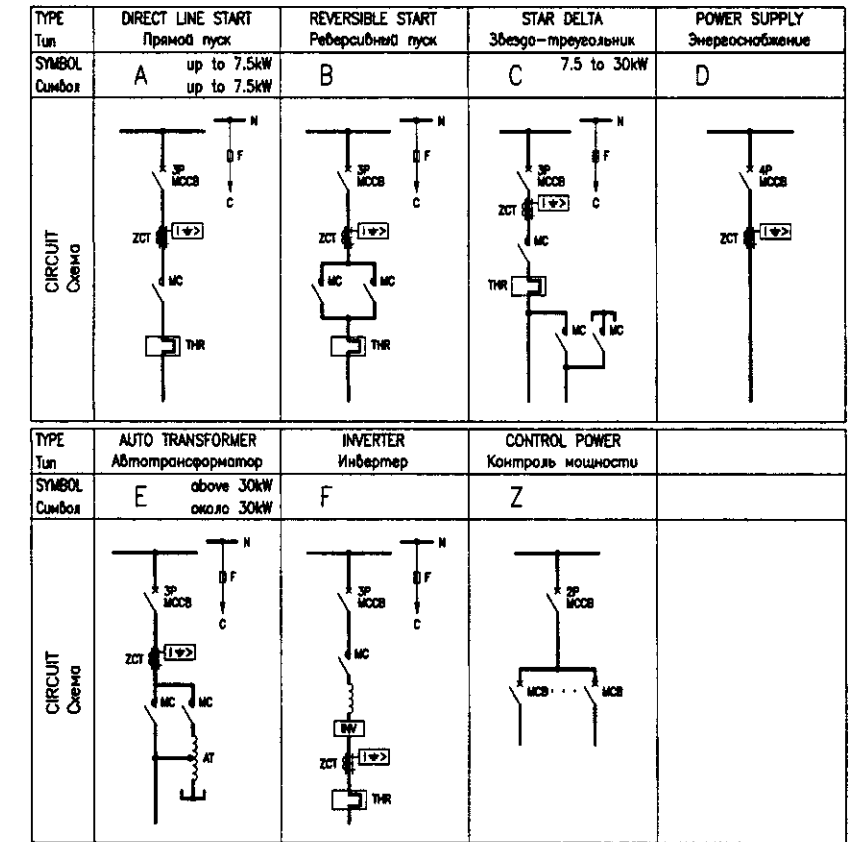 TYPE DIRECT LINE START REVERSIBLE START STAR DELTA POWER SUPPLY
Тип Прямой пуск Реверсивный пуск Звездо-треугольник Энергоснабжение
SYMBOL A up to 7.5kW B C 7.5 to 30kW D
Символ up to 7.5kW
CIRCUIT
Схема
N
F
C
3P
MCCB
ZCT
MC
THR
N
F
C
3P
MCCB
ZCT
MC MC
THR
N
F
C
3P
MCCB
ZCT
MC
THR
MC MC
4P
MCCB
ZCT
TYPE AUTO TRANSFORMER INVERTER CONTROL POWER
Тип Автотрансформатор Инвертер Контроль мощности
SYMBOL E above 30kW F Z
Символ около 30kW
CIRCUIT
Схема
N
F
C
3P
MCCB
ZCT
MC MC
AT
N
F
C
3P
MCCB
MC
INV
ZCT
THR
2P
MCCB
MCB · · · MCB